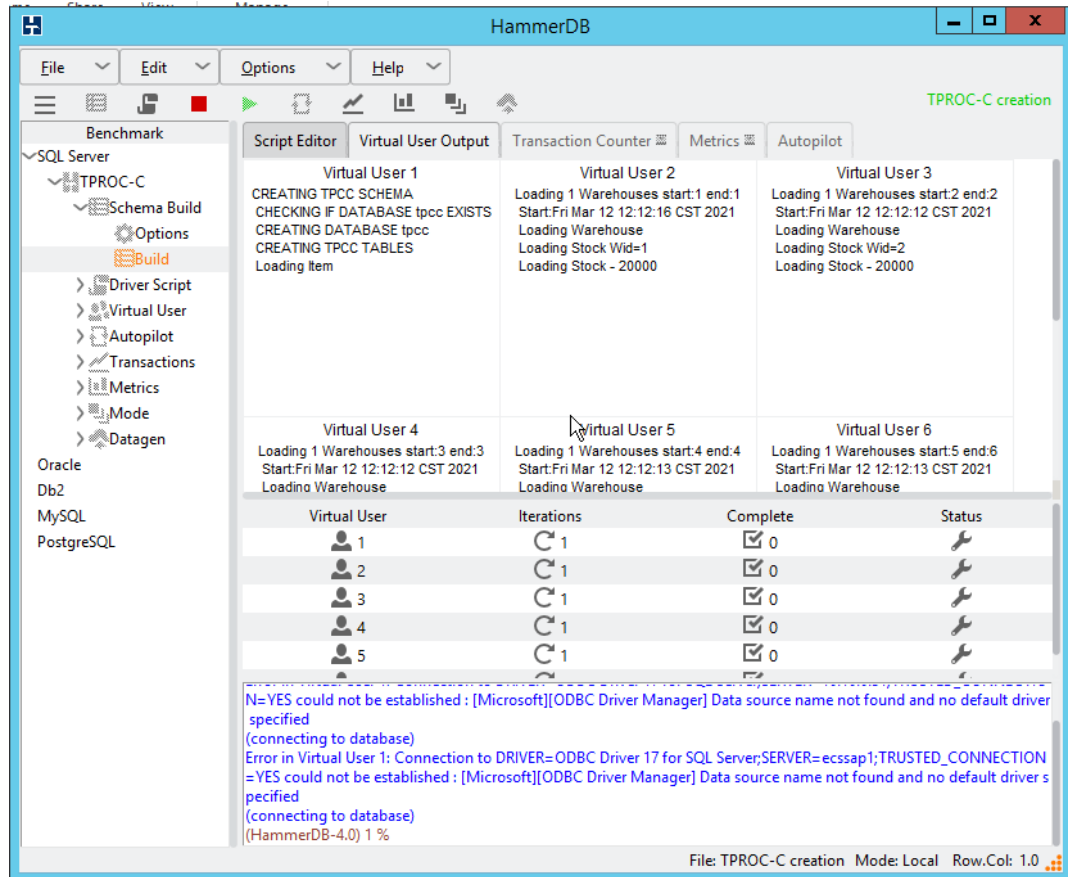 Share View Manage
HammerDB
File Edit Options Help
TPROC-C creation
Benchmark
SQL Server
TPROC-C
Schema Build
Options
Build
Driver Script
Virtual User
Autopilot
Transactions
Metrics
Mode
Datagen
Oracle
Db2
MySQL
PostgreSQL
Script Editor Virtual User Output Transaction Counter Metrics Autopilot
Virtual User 1
CREATING TPCC SCHEMA
CHECKING IF DATABASE tpcc EXISTS
CREATING DATABASE tpcc
CREATING TPCC TABLES
Loading Item
Virtual User 2
Loading 1 Warehouses start:1 end:1
Start:Fri Mar 12 12:12:16 CST 2021
Loading Warehouse
Loading Stock Wid=1
Loading Stock - 20000
Virtual User 3
Loading 1 Warehouses start:2 end:2
Start:Fri Mar 12 12:12:12 CST 2021
Loading Warehouse
Loading Stock Wid=2
Loading Stock - 20000
Virtual User 4
Loading 1 Warehouses start:3 end:3
Start:Fri Mar 12 12:12:12 CST 2021
Loading Warehouse
Virtual User 5
Loading 1 Warehouses start:4 end:4
Start:Fri Mar 12 12:12:13 CST 2021
Loading Warehouse
Virtual User 6
Loading 1 Warehouses start:5 end:6
Start:Fri Mar 12 12:12:13 CST 2021
Loading Warehouse
Virtual User Iterations Complete Status
1 1 0
2 1 0
3 1 0
4 1 0
5 1 0
N=YES could not be established : [Microsoft][ODBC Driver Manager] Data source name not found and no default driver
specified
(connecting to database)
Error in Virtual User 1: Connection to DRIVER=ODBC Driver 17 for SQL Server;SERVER=ecssap1;TRUSTED_CONNECTION
=YES could not be established : [Microsoft][ODBC Driver Manager] Data source name not found and no default driver s
pecified
(connecting to database)
(HammerDB-4.0) 1 %
File: TPROC-C creation Mode: Local Row.Col: 1.0